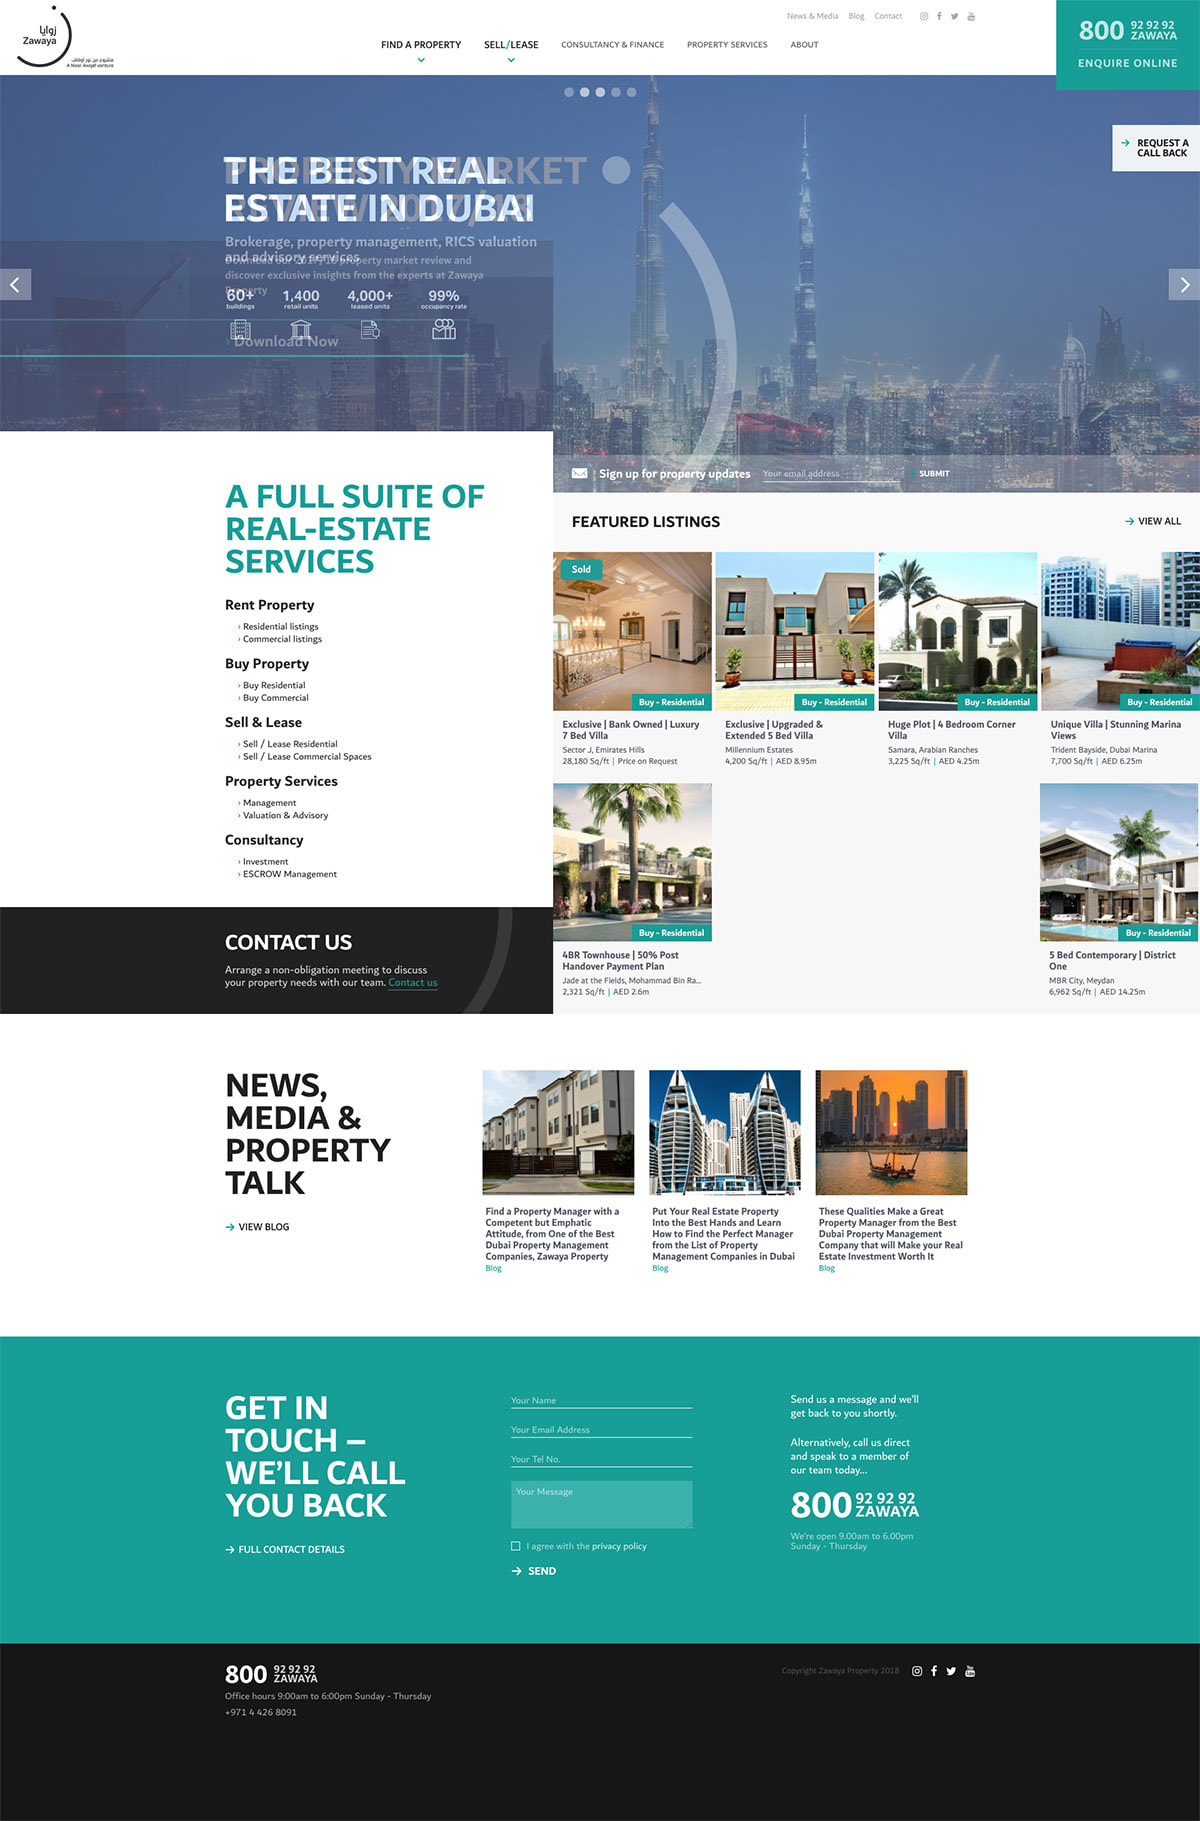 زوايا
Zawaya
مشروع من نور اوقاف
A Noor Awqaf venture
News & Media Blog Contact
FIND A PROPERTY SELL/LEASE CONSULTANCY & FINANCE PROPERTY SERVICES ABOUT
800 92 92 92 ZAWAYA
ENQUIRE ONLINE
REQUEST A
CALL BACK
THE BEST REAL
ESTATE IN DUBAI
PROPERTY MARKET
REVIEW 2017/18
Brokerage, property management, RICS valuation
and advisory services
Download our 2017/18 property market review and
discover exclusive insights from the experts at Zawaya
Property
60+ 1,400 4,000+ 99%
buildings retail units leased units occupancy rate
› Download Now
Sign up for property updates Your email address SUBMIT
A FULL SUITE OF
REAL-ESTATE
SERVICES
Rent Property
› Residential listings
› Commercial listings
Buy Property
› Buy Residential
› Buy Commercial
Sell & Lease
› Sell / Lease Residential
› Sell / Lease Commercial Spaces
Property Services
› Management
› Valuation & Advisory
Consultancy
› Investment
› ESCROW Management
CONTACT US
Arrange a non-obligation meeting to discuss
your property needs with our team. Contact us
FEATURED LISTINGS
→ VIEW ALL
Sold
Buy - Residential
Exclusive | Bank Owned | Luxury
7 Bed Villa
Sector J, Emirates Hills
28,180 Sq/ft | Price on Request
Buy - Residential
Exclusive | Upgraded &
Extended 5 Bed Villa
Millennium Estates
4,200 Sq/ft | AED 8.95m
Buy - Residential
Huge Plot | 4 Bedroom Corner
Villa
Samara, Arabian Ranches
3,225 Sq/ft | AED 4.25m
Buy - Residential
Unique Villa | Stunning Marina
Views
Trident Bayside, Dubai Marina
7,700 Sq/ft | AED 6.25m
Buy - Residential
4BR Townhouse | 50% Post
Handover Payment Plan
Jade at the Fields, Mohammad Bin Ra...
2,321 Sq/ft | AED 2.6m
Buy - Residential
5 Bed Contemporary | District
One
MBR City, Meydan
6,962 Sq/ft | AED 14.25m
NEWS,
MEDIA &
PROPERTY
TALK
→ VIEW BLOG
Find a Property Manager with a
Competent but Emphatic
Attitude, from One of the Best
Dubai Property Management
Companies, Zawaya Property
Blog
Put Your Real Estate Property
Into the Best Hands and Learn
How to Find the Perfect Manager
from the List of Property
Management Companies in Dubai
Blog
These Qualities Make a Great
Property Manager from the Best
Dubai Property Management
Company that will Make your Real
Estate Investment Worth It
Blog
GET IN
TOUCH –
WE'LL CALL
YOU BACK
→ FULL CONTACT DETAILS
Your Name
Your Email Address
Your Tel No.
Your Message
I agree with the privacy policy
→ SEND
Send us a message and we'll
get back to you shortly.
Alternatively, call us direct
and speak to a member of
our team today...
800 92 92 92 ZAWAYA
We're open 9.00am to 6.00pm
Sunday - Thursday
800 92 92 92 ZAWAYA
Office hours 9:00am to 6:00pm Sunday - Thursday
+971 4 426 8091
Copyright Zawaya Property 2018